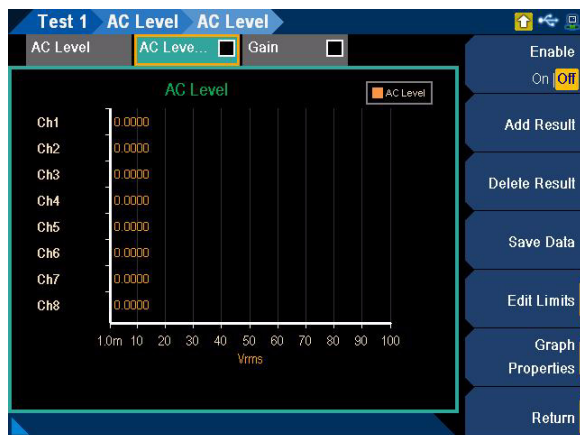 Test 1 AC Level AC Level
AC Level AC Leve... Gain
Enable
On Off
Add Result
Delete Result
Save Data
Edit Limits
Graph
Properties
Return
AC Level
AC Level
Ch1 0.0000
Ch2 0.0000
Ch3 0.0000
Ch4 0.0000
Ch5 0.0000
Ch6 0.0000
Ch7 0.0000
Ch8 0.0000
1.0m 10 20 30 40 50 60 70 80 90 100
Vrms